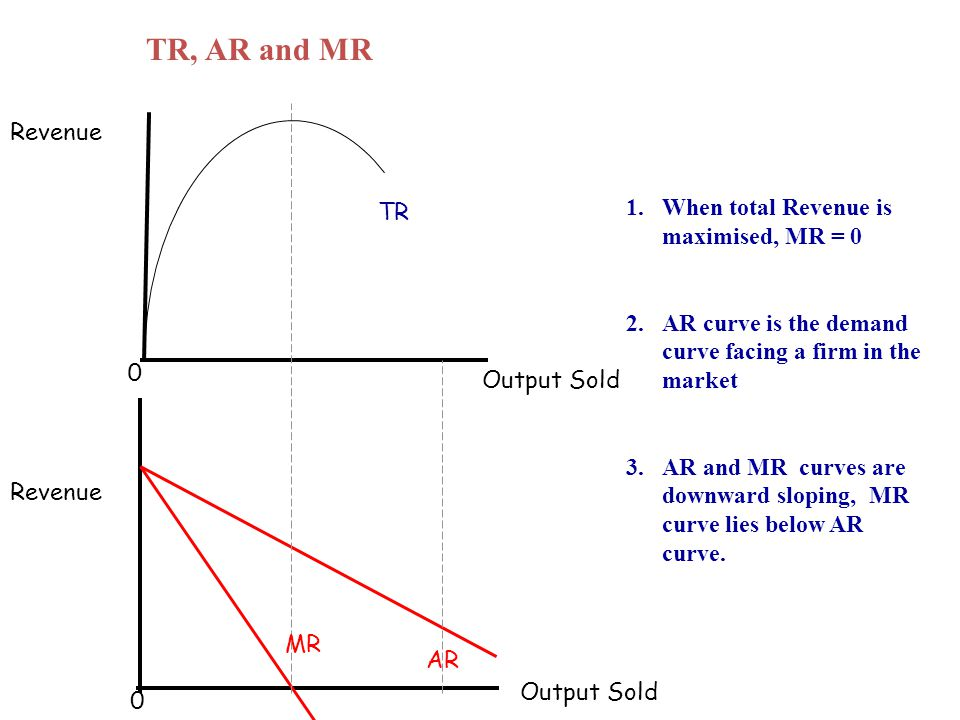 TR, AR and MR
Revenue
TR
0
Output Sold
Revenue
MR
AR
0
Output Sold
1. When total Revenue is
maximised, MR = 0
2. AR curve is the demand
curve facing a firm in the
market
3. AR and MR curves are
downward sloping, MR
curve lies below AR
curve.